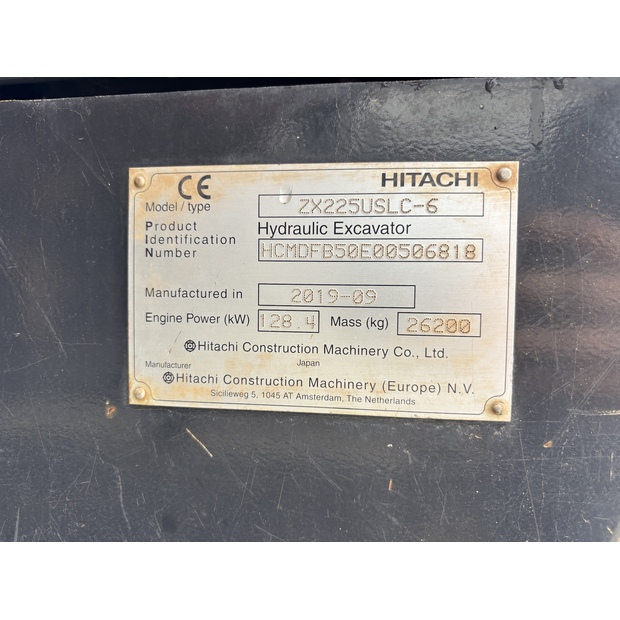 CE HITACHI
Model / type ZX225USLC-6
Product Hydraulic Excavator
Identification
Number HCMDFB50E00506818
Manufactured in 2019-09
Engine Power (kW) 128.4 Mass (kg) 26200
Hitachi Construction Machinery Co., Ltd.
Japan
Manufacturer
Hitachi Construction Machinery (Europe) N.V.
Sicilieweg 5, 1045 AT Amsterdam, The Netherlands